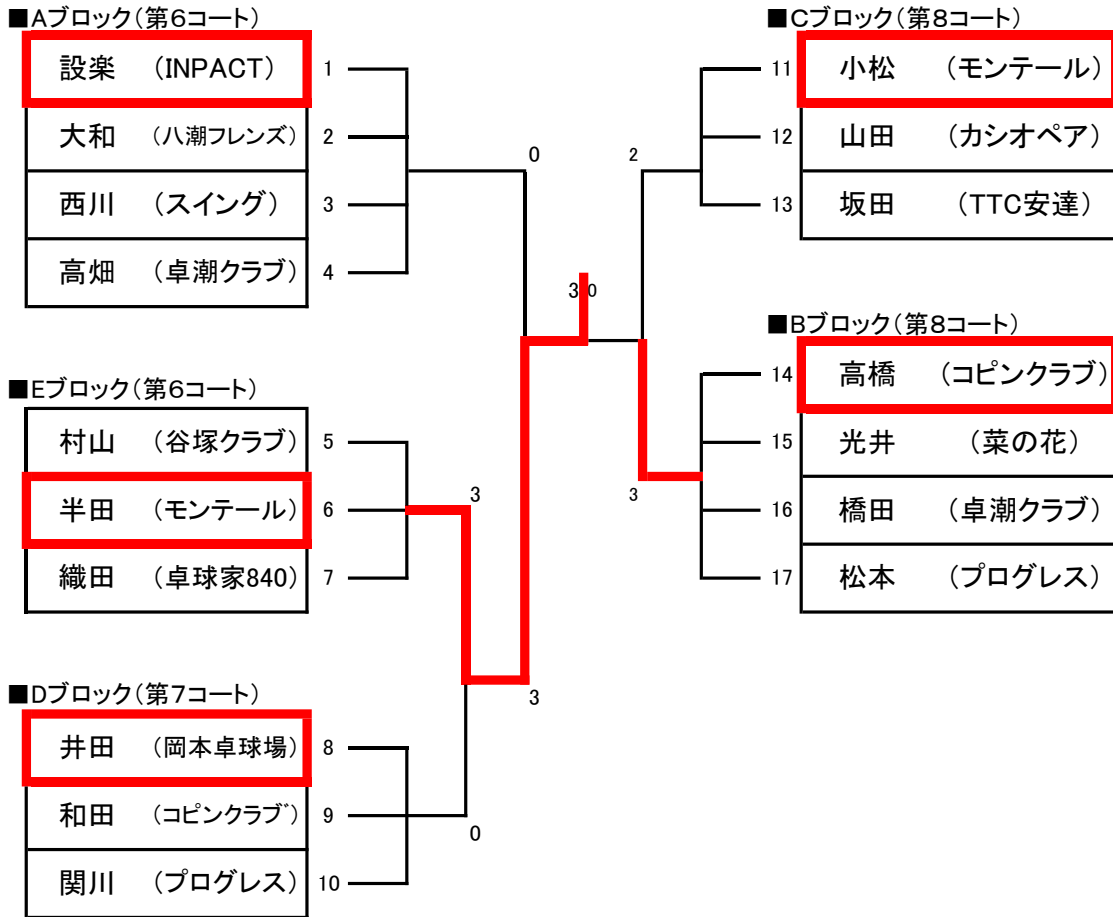 ■Aブロック(第6コート)
設楽 (INPACT) 1
大和 (八潮フレンズ) 2
西川 (スイング) 3
高畑 (卓潮クラブ) 4
■Eブロック(第6コート)
村山 (谷塚クラブ) 5
半田 (モンテール) 6
織田 (卓球家840) 7
■Dブロック(第7コート)
井田 (岡本卓球場) 8
和田 (コピンクラブ) 9
関川 (プログレス) 10
0
3
0
3
3 0
2
3
■Cブロック(第8コート)
11 小松 (モンテール)
12 山田 (カシオペア)
13 坂田 (TTC安達)
■Bブロック(第8コート)
14 高橋 (コピンクラブ)
15 光井 (菜の花)
16 橋田 (卓潮クラブ)
17 松本 (プログレス)